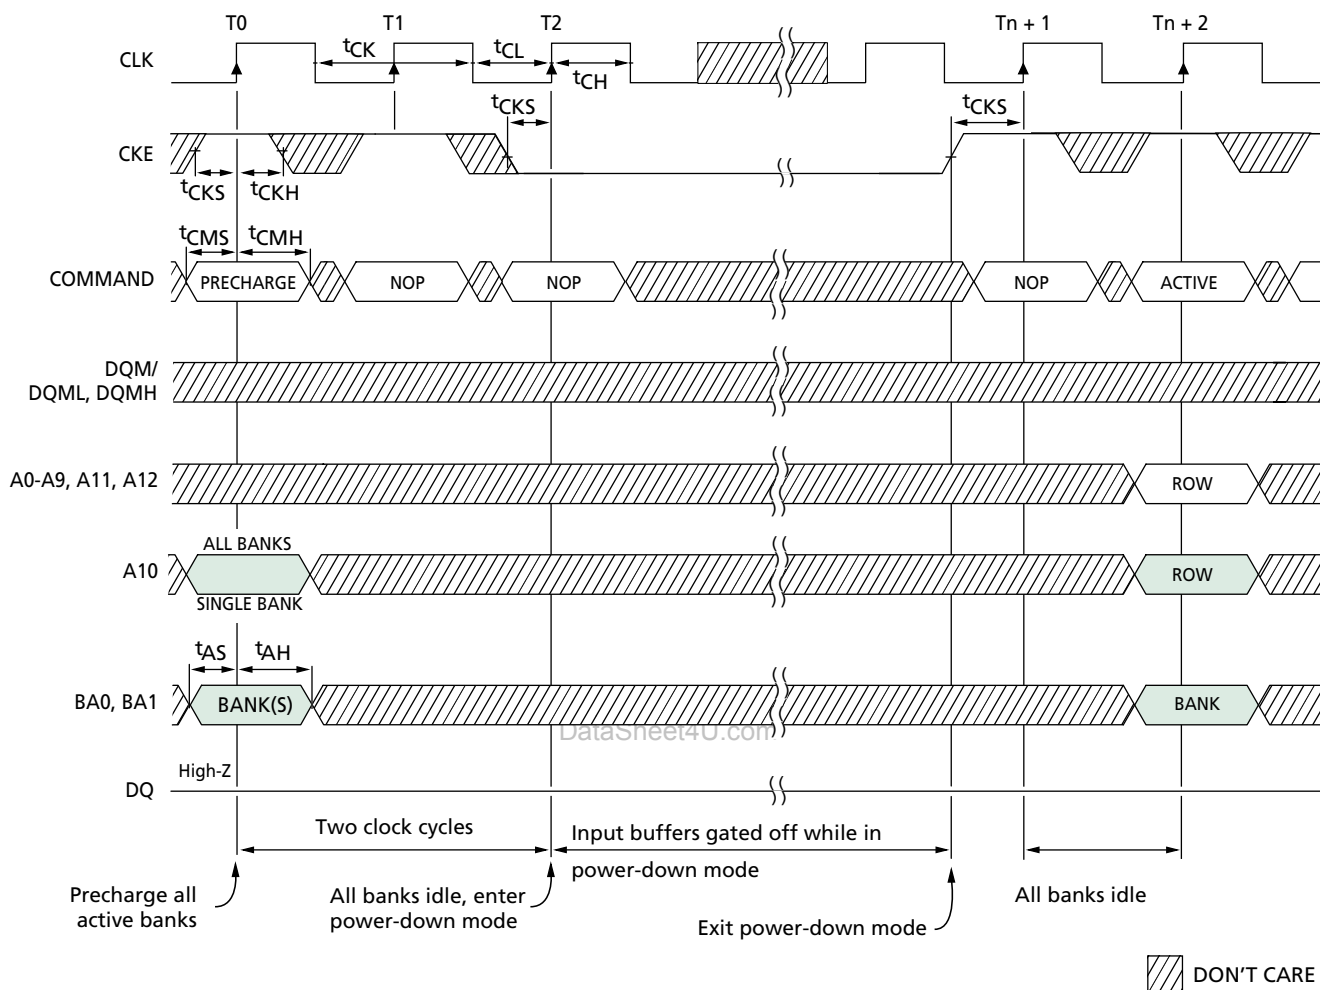 T0 T1 T2 Tn + 1 Tn + 2
CLK
tCK tCL tCH
CKE
tCKS tCKH tCKS tCKS
tCMS tCMH
COMMAND PRECHARGE NOP NOP NOP ACTIVE
DQM/
DQML, DQMH
A0-A9, A11, A12 ROW
ALL BANKS
A10 ROW
SINGLE BANK
tAS tAH
BA0, BA1 BANK(S) BANK
DataSheet4U.com
High-Z
DQ
Two clock cycles
Input buffers gated off while in
power-down mode
Precharge all
active banks
All banks idle, enter
power-down mode
Exit power-down mode
All banks idle
DON'T CARE